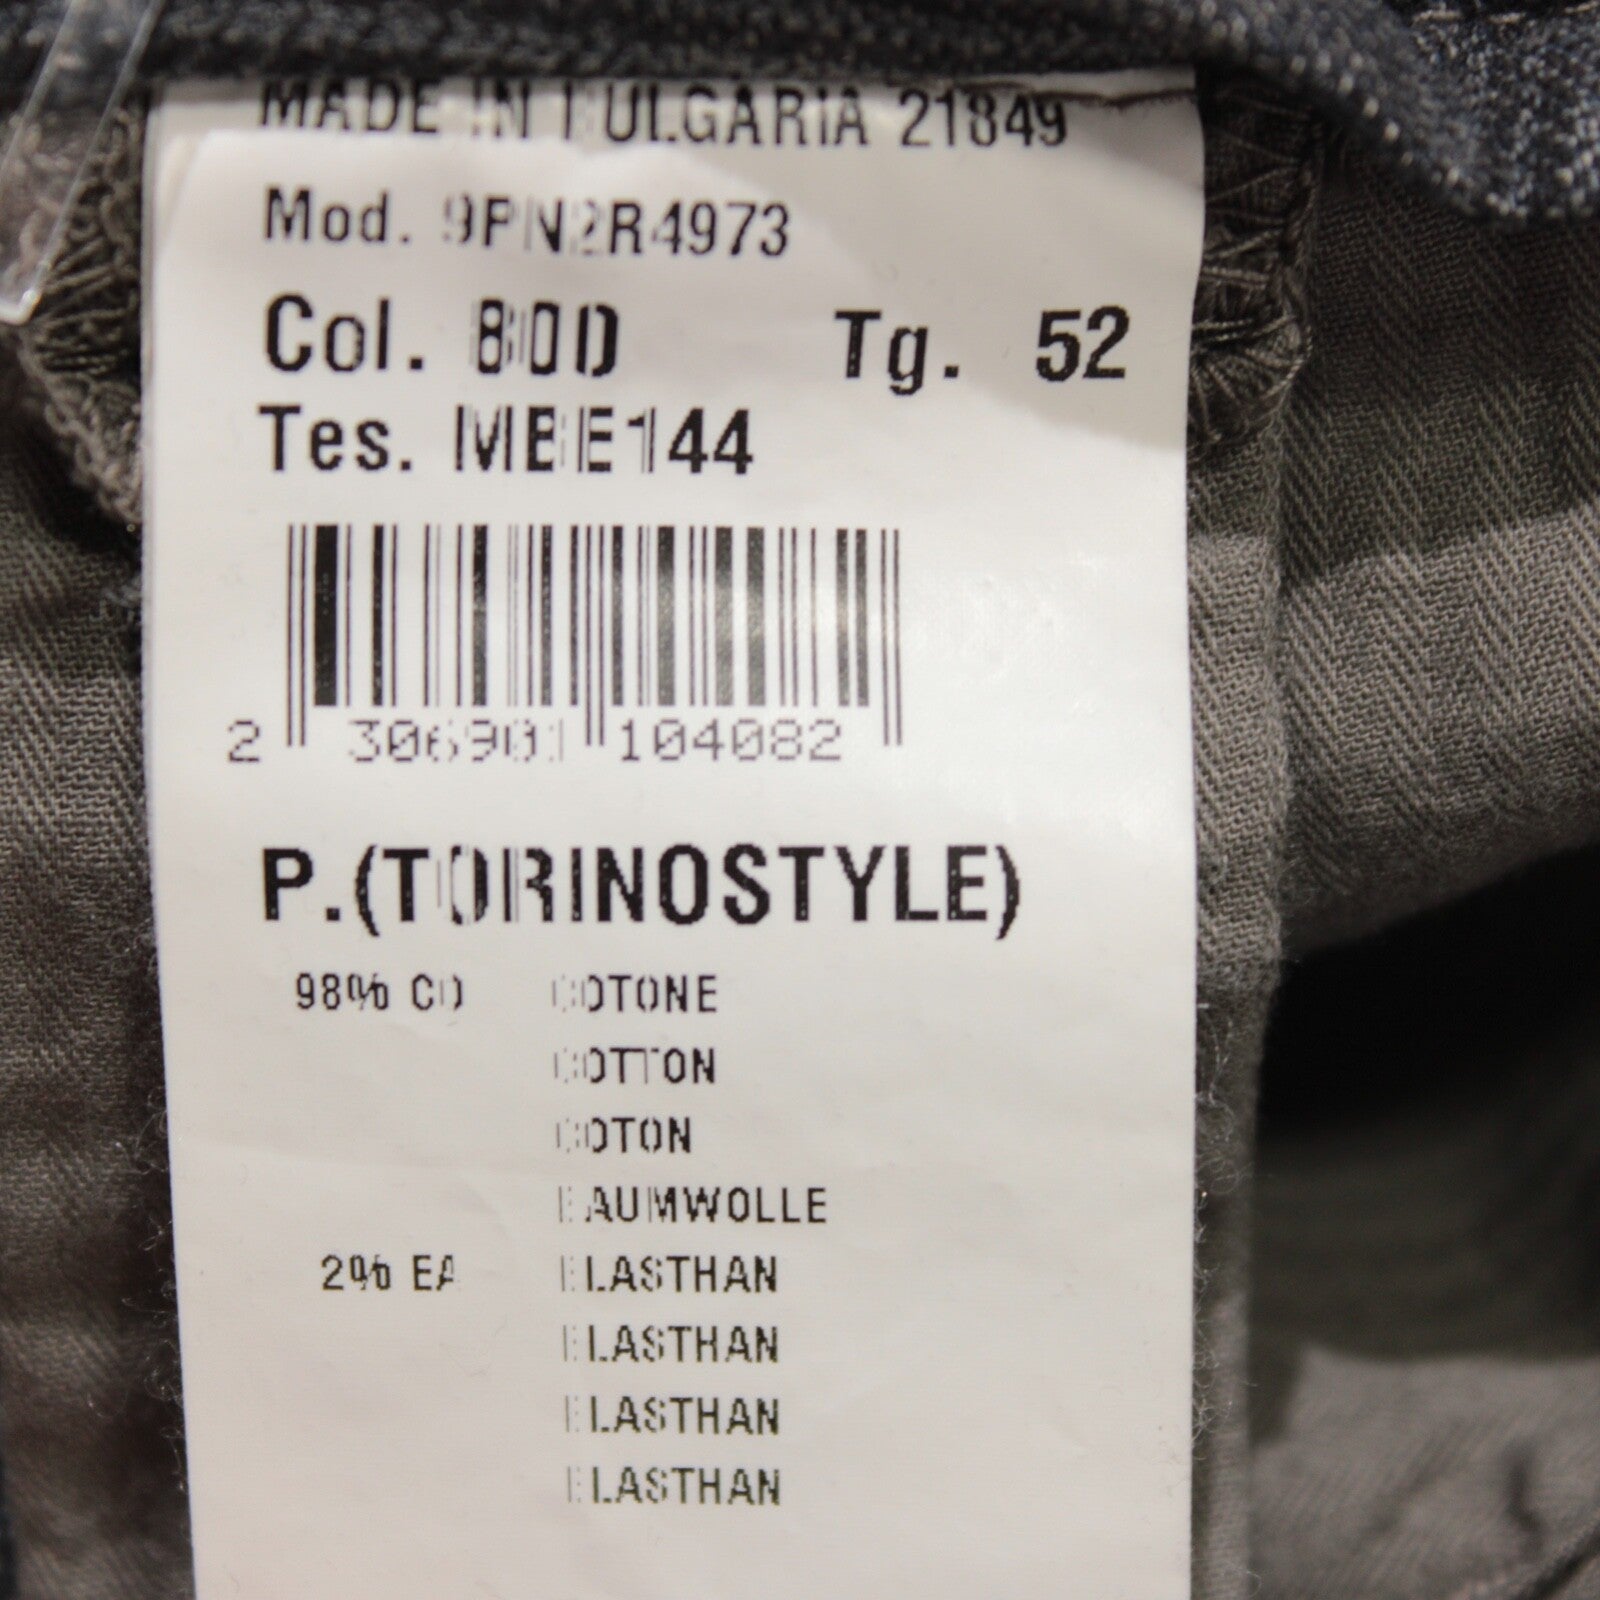 MADE IN BULGARIA 21849
Mod. 9PN2R4973
Col. 800 Tg. 52
Tes. MBE144
2 306901 104082
P.(TORINOSTYLE)
98% CO COTONE
COTTON
COTON
BAUMWOLLE
2% EA ELASTHAN
ELASTHAN
ELASTHAN
ELASTHAN